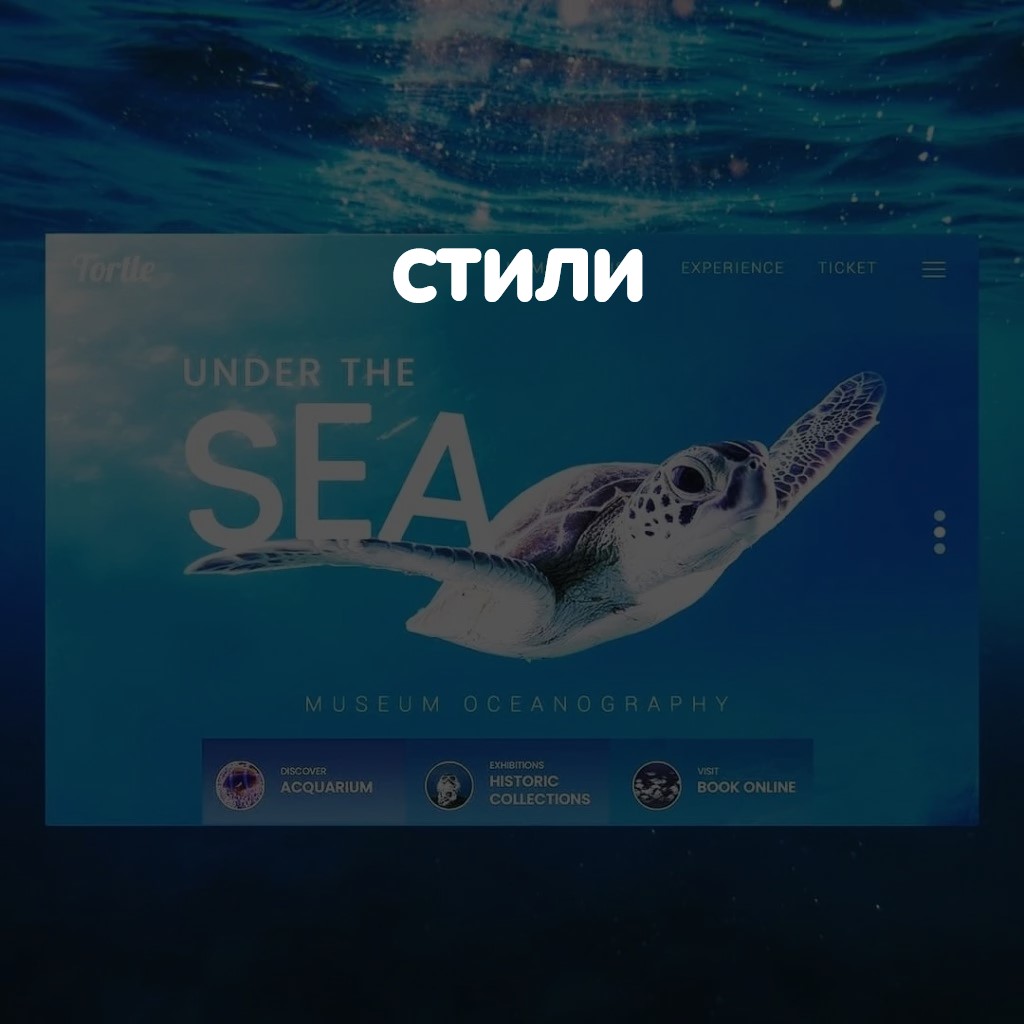 Tortle
СТИЛИ
EXPERIENCE
TICKET
UNDER THE
SEA
MUSEUM OCEANOGRAPHY
DISCOVER
ACQUARIUM
EXHIBITIONS
HISTORIC
COLLECTIONS
VISIT
BOOK ONLINE